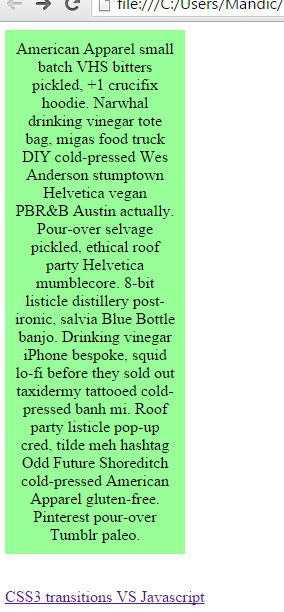 file:///C:/Users/Mandic/
American Apparel small
batch VHS bitters
pickled, +1 crucifix
hoodie. Narwhal
drinking vinegar tote
bag, migas food truck
DIY cold-pressed Wes
Anderson stumptown
Helvetica vegan
PBR&B Austin actually.
Pour-over selvage
pickled, ethical roof
party Helvetica
mumblecore. 8-bit
listicle distillery post-
ironic, salvia Blue Bottle
banjo. Drinking vinegar
iPhone bespoke, squid
lo-fi before they sold out
taxidermy tattooed cold-
pressed banh mi. Roof
party listicle pop-up
cred, tilde meh hashtag
Odd Future Shoreditch
cold-pressed American
Apparel gluten-free.
Pinterest pour-over
Tumblr paleo.
CSS3 transitions VS Javascript